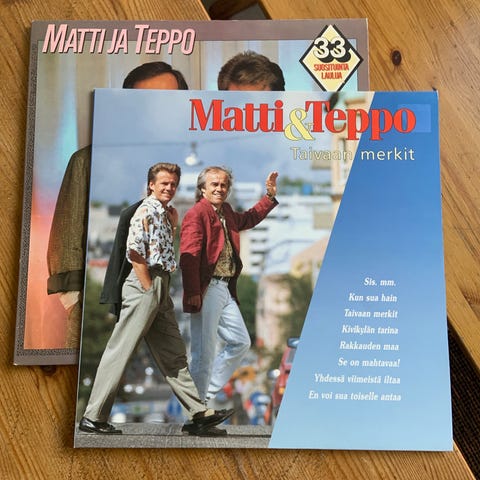 MATTI JA TEPPO
33
SUOSITUINTA
LAULUA
Matti&Teppo
Taivaan merkit
Sis. mm.
Kun sua hain
Taivaan merkit
Kivikylän tarina
Rakkauden maa
Se on mahtavaa!
Yhdessä viimeistä iltaa
En voi sua toiselle antaa